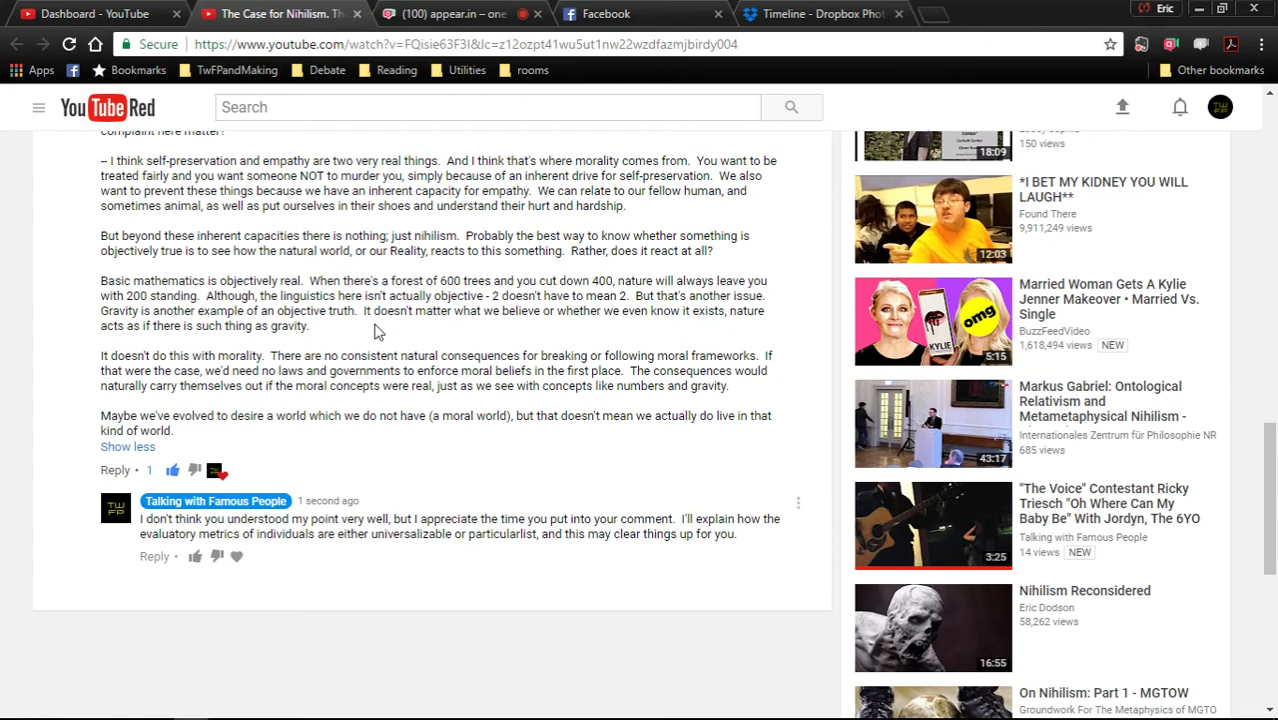 Dashboard - YouTube
The Case for Nihilism. Th
(100) appear.in – one
Facebook
Timeline - Dropbox Phot
Eric
Secure
https://www.youtube.com/watch?v=FQisie63F3I&lc=z12ozpt41wu5ut1nw22wzdfazmjbirdy004
Apps
Bookmarks
TwFPandMaking
Debate
Reading
Utilities
rooms
Other bookmarks
YouTube Red
Search
complaint here matter?
-- I think self-preservation and empathy are two very real things. And I think that's where morality comes from. You want to be
treated fairly and you want someone NOT to murder you, simply because of an inherent drive for self-preservation. We also
want to prevent these things because we have an inherent capacity for empathy. We can relate to our fellow human, and
sometimes animal, as well as put ourselves in their shoes and understand their hurt and hardship.
But beyond these inherent capacities there is nothing; just nihilism. Probably the best way to know whether something is
objectively true is to see how the natural world, or our Reality, reacts to this something. Rather, does it react at all?
Basic mathematics is objectively real. When there's a forest of 600 trees and you cut down 400, nature will always leave you
with 200 standing. Although, the linguistics here isn't actually objective - 2 doesn't have to mean 2. But that's another issue.
Gravity is another example of an objective truth. It doesn't matter what we believe or whether we even know it exists, nature
acts as if there is such thing as gravity.
It doesn't do this with morality. There are no consistent natural consequences for breaking or following moral frameworks. If
that were the case, we'd need no laws and governments to enforce moral beliefs in the first place. The consequences would
naturally carry themselves out if the moral concepts were real, just as we see with concepts like numbers and gravity.
Maybe we've evolved to desire a world which we do not have (a moral world), but that doesn't mean we actually do live in that
kind of world.
Show less
Reply • 1
TWFP
Talking with Famous People 1 second ago
I don't think you understood my point very well, but I appreciate the time you put into your comment. I'll explain how the
evaluatory metrics of individuals are either universalizable or particularlist, and this may clear things up for you.
Reply •
18:09
150 views
12:03
*I BET MY KIDNEY YOU WILL
LAUGH**
Found There
9,911,249 views
KYLIE
omg
5:15
Married Woman Gets A Kylie
Jenner Makeover • Married Vs.
Single
BuzzFeedVideo
1,618,494 views NEW
43:17
Markus Gabriel: Ontological
Relativism and
Metametaphysical Nihilism -
Internationales Zentrum für Philosophie NR
685 views
3:25
"The Voice" Contestant Ricky
Triesch "Oh Where Can My
Baby Be" With Jordyn, The 6YO
Talking with Famous People
14 views NEW
16:55
Nihilism Reconsidered
Eric Dodson
58,262 views
On Nihilism: Part 1 - MGTOW
Groundwork For The Metaphysics of MGTO